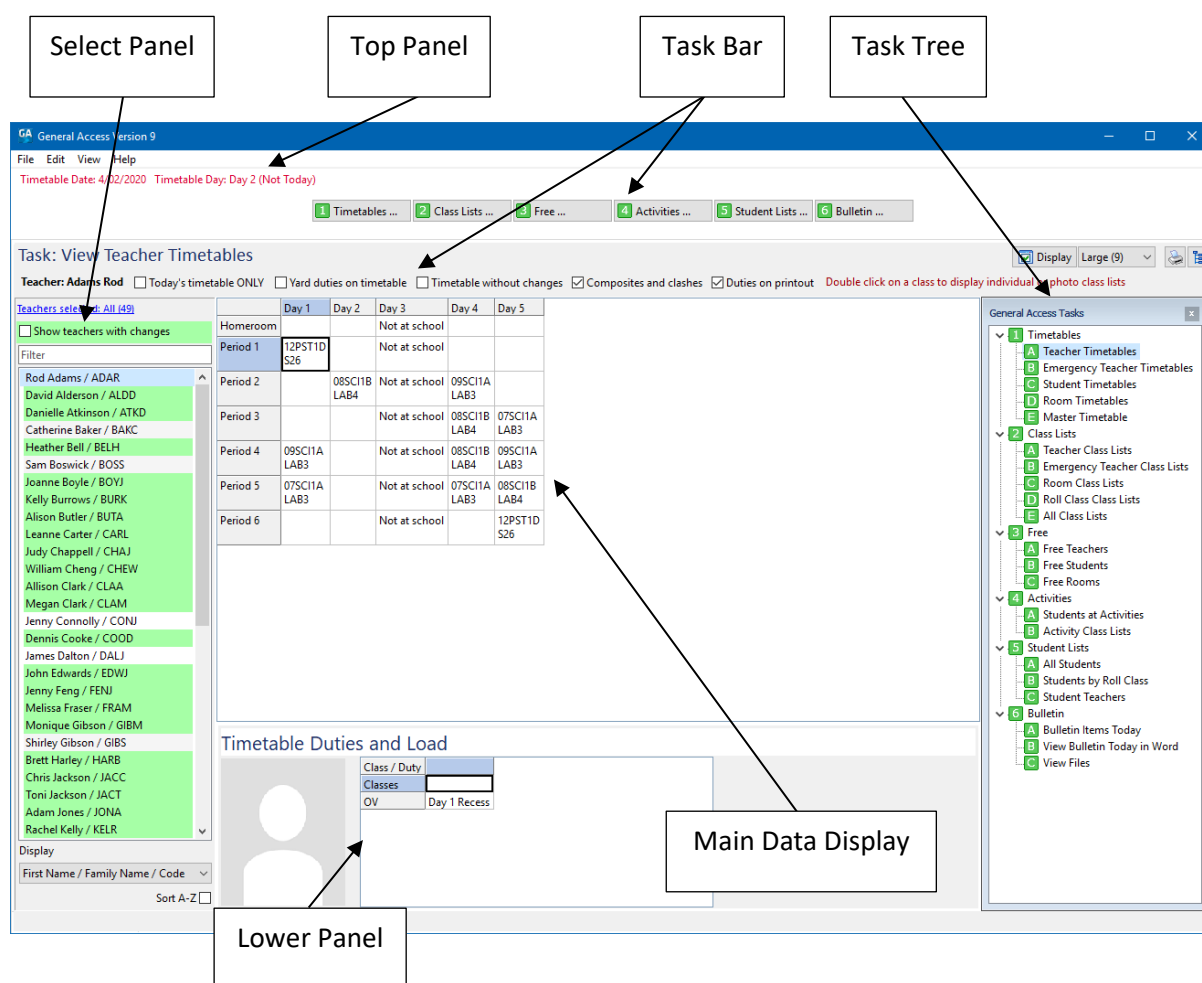 Select Panel
Top Panel
Task Bar
Task Tree
GA General Access Version 9
File Edit View Help
Timetable Date: 4/02/2020 Timetable Day: Day 2 (Not Today)
1 Timetables ... 2 Class Lists ... 3 Free ... 4 Activities ... 5 Student Lists ... 6 Bulletin ...
Task: View Teacher Timetables
Display Large (9)
Teacher: Adams Rod Today's timetable ONLY Yard duties on timetable Timetable without changes Composites and clashes Duties on printout Double click on a class to display individual photo class lists
Teachers selected: All (49)
Show teachers with changes
Filter
Rod Adams / ADAR
David Alderson / ALDD
Danielle Atkinson / ATKD
Catherine Baker / BAKC
Heather Bell / BELH
Sam Boswick / BOSS
Joanne Boyle / BOYJ
Kelly Burrows / BURK
Alison Butler / BUTA
Leanne Carter / CARL
Judy Chappell / CHAJ
William Cheng / CHEW
Allison Clark / CLAA
Megan Clark / CLAM
Jenny Connolly / CONJ
Dennis Cooke / COOD
James Dalton / DALJ
John Edwards / EDWJ
Jenny Feng / FENJ
Melissa Fraser / FRAM
Monique Gibson / GIBM
Shirley Gibson / GIBS
Brett Harley / HARB
Chris Jackson / JACC
Toni Jackson / JACT
Adam Jones / JONA
Rachel Kelly / KELR
Display
First Name / Family Name / Code
Sort A-Z
Day 1 Day 2 Day 3 Day 4 Day 5
Homeroom Not at school
Period 1 12PST1D Not at school
S26
Period 2 08SCI1B Not at school 09SCI1A
LAB4 LAB3
Period 3 Not at school 08SCI1B 07SCI1A
LAB4 LAB3
Period 4 09SCI1A Not at school 08SCI1B 09SCI1A
LAB3 LAB4 LAB3
Period 5 07SCI1A Not at school 07SCI1A 08SCI1B
LAB3 LAB3 LAB4
Period 6 Not at school 12PST1D
S26
Timetable Duties and Load
Class / Duty
Classes
OV Day 1 Recess
General Access Tasks
1 Timetables
A Teacher Timetables
B Emergency Teacher Timetables
C Student Timetables
D Room Timetables
E Master Timetable
2 Class Lists
A Teacher Class Lists
B Emergency Teacher Class Lists
C Room Class Lists
D Roll Class Class Lists
E All Class Lists
3 Free
A Free Teachers
B Free Students
C Free Rooms
4 Activities
A Students at Activities
B Activity Class Lists
5 Student Lists
A All Students
B Students by Roll Class
C Student Teachers
6 Bulletin
A Bulletin Items Today
B View Bulletin Today in Word
C View Files
Main Data Display
Lower Panel